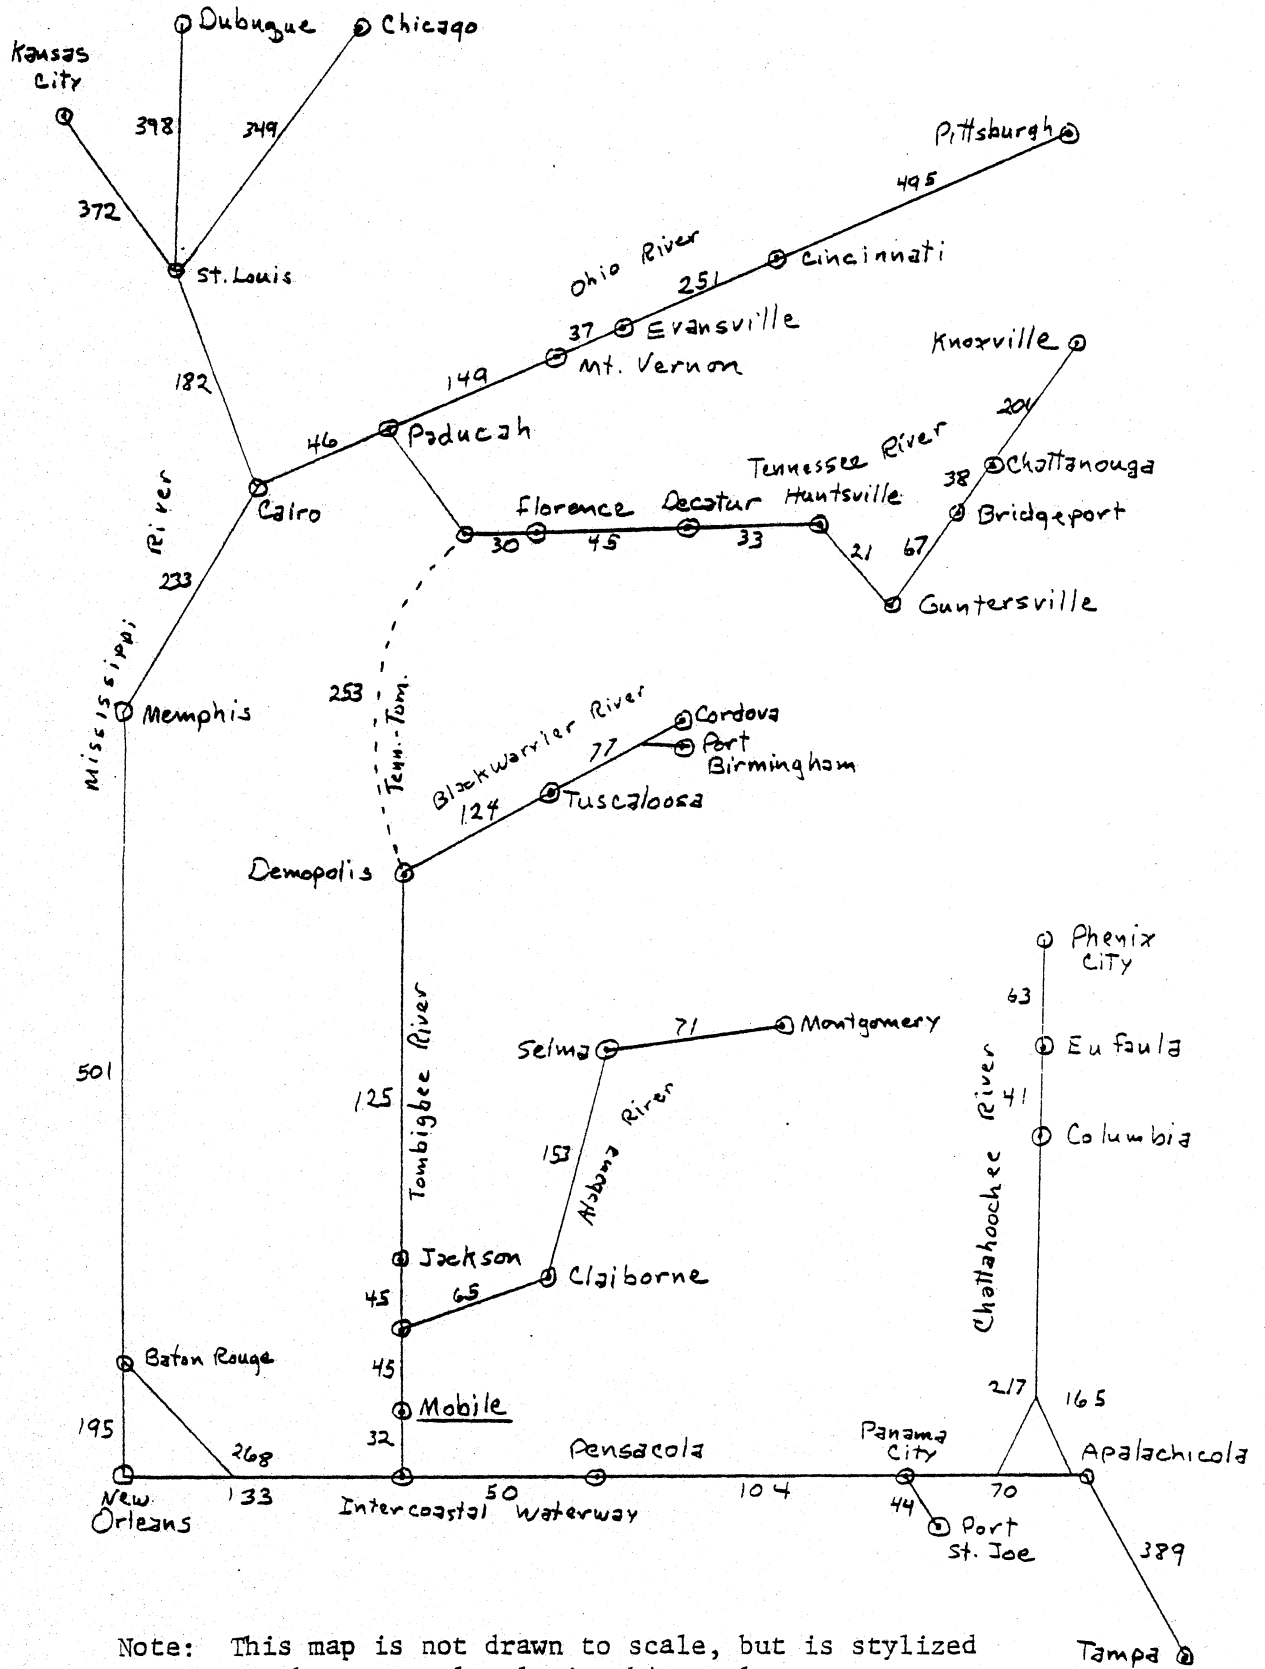 Dubuque
Chicago
Kansas
City
398
349
Pittsburgh
495
372
Ohio River
Cincinnati
251
St. Louis
37
Evansville
Mt. Vernon
Knoxville
182
149
201
46
Paducah
Tennessee River
Chattanouga
38
Mississippi River
Cairo
Florence
Decatur
Huntsville
Bridgeport
30
45
33
21
67
233
Guntersville
253
Tenn.-Tom.
Memphis
BlackWarrier River
77
Cordova
Port
Birmingham
124
Tuscaloosa
Demopolis
Phenix
City
63
Tombigbee River
71
Montgomery
Selma
Eufaula
501
125
Alabama River
41
Chattahoochee River
Columbia
153
Jackson
Claiborne
45
65
Baton Rouge
45
217
165
Mobile
195
268
32
Pensacola
Panama
City
Apalachicola
New
Orleans
133
Intercoastal Waterway
50
104
44
70
Port
St. Joe
389
Note: This map is not drawn to scale, but is stylized
Tampa